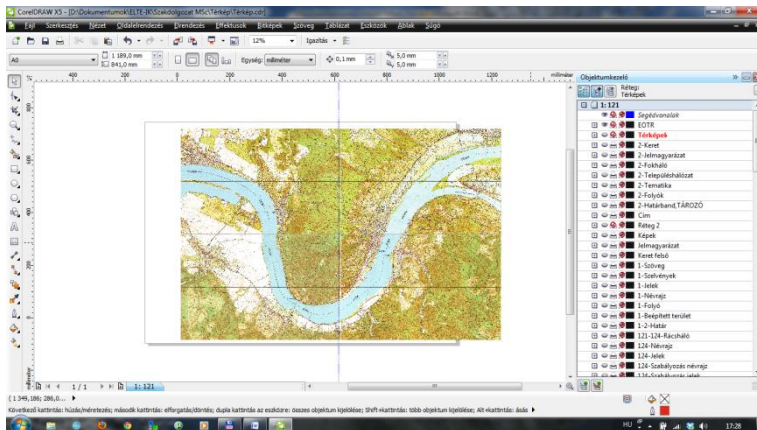 CorelDRAW X5 - [D:\Dokumentumok\ELTE-IK\Szakdolgozat MSc\Térkép\Térkép.cdr]
Fájl Szerkesztés Nézet Oldalelrendezés Elrendezés Effektusok Bitképek Szöveg Táblázat Eszközök Ablak Súgó
12% Igazítás
A0 1 189,0 mm 841,0 mm Egység: milliméter 0,1 mm 5,0 mm 5,0 mm
400 200 0 200 400 600 800 1000 1200 milliméter
Objektumkezelő
Réteg:
Térképek
1: 121
Segédvonalak
EOTR
Térképek
2-Keret
2-Jelmagyarázat
2-Fokháló
2-Településhálózat
2-Tematika
2-Folyók
2-Határband,TÁROZÓ
Cím
Réteg 2
Képek
Jelmagyarázat
Keret felső
1-Szöveg
1-Szelvények
1-Jelek
1-Névrajz
1-Folyó
1-Beépített terület
1-2-Határ
121-124-Rácsháló
124-Névrajz
124-Jelek
124-Szabályozás névrajz
124-Szabályozás jelek
1 / 1 1: 121
(1 349,186; 286,0...
Következő kattintás: húzás/méretezés; második kattintás: elforgatás/döntés; dupla kattintás az eszközre: összes objektum kijelölése; Shift+kattintás: több objektum kijelölése; Alt+kattintás: ásás
HU 17:28